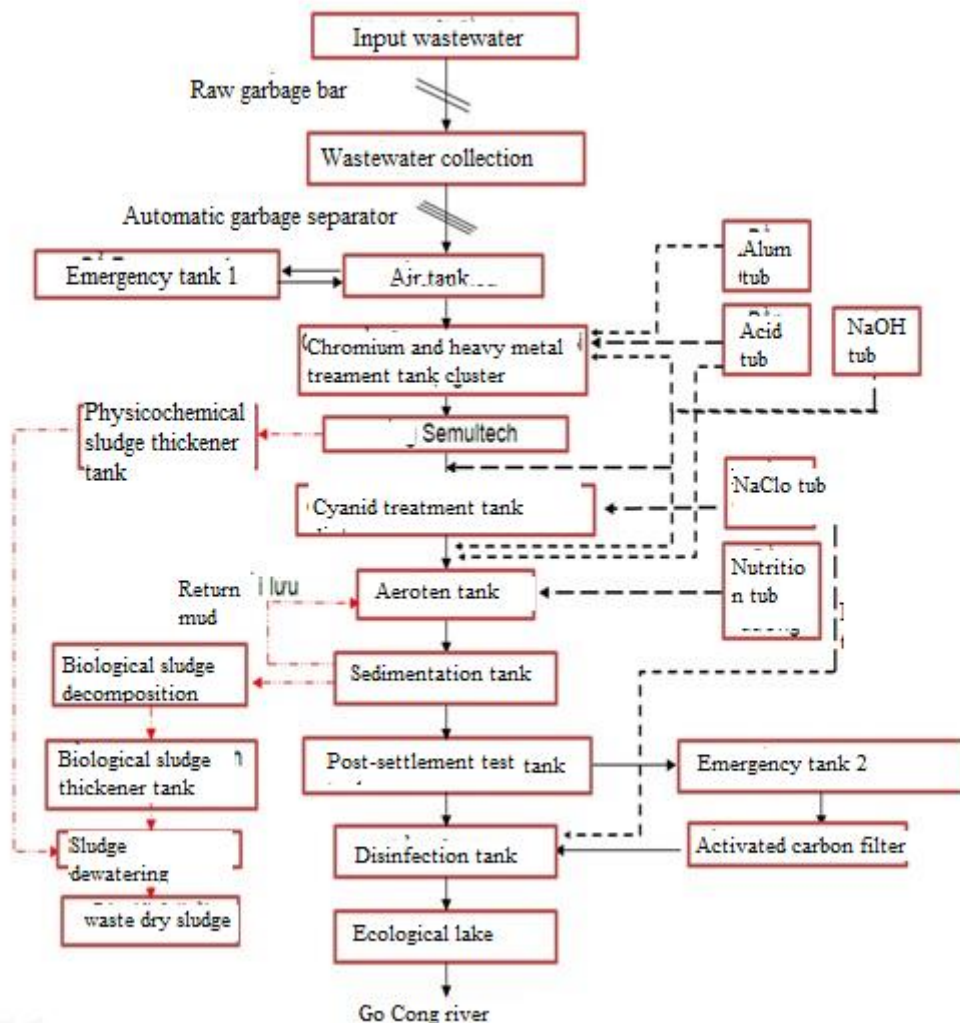 Input wastewater
Raw garbage bar
Wastewater collection
Automatic garbage separator
Emergency tank 1
Air tank
Alum
tub
Acid
tub
NaOH
tub
Chromium and heavy metal
treament tank cluster
Physicochemical
sludge thickener
tank
Semultech
Cyanid treatment tank
NaClo tub
Return
mud
i lưu
Aeroten tank
Nutritio
n tub
Biological sludge
decomposition
Sedimentation tank
Biological sludge
thickener tank
Post-settlement test tank
Emergency tank 2
Sludge
dewatering
Disinfection tank
Activated carbon filter
waste dry sludge
Ecological lake
Go Cong river